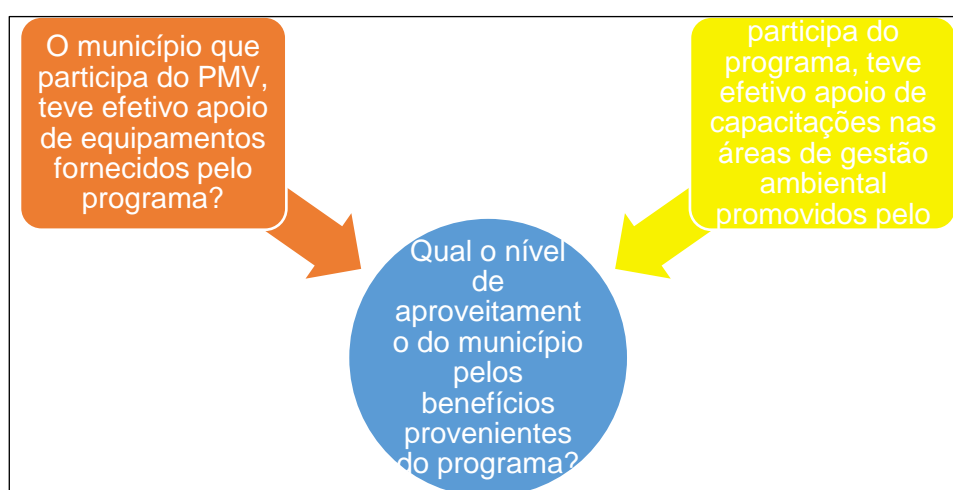 O município que
participa do PMV,
teve efetivo apoio
de equipamentos
fornecidos pelo
programa?
participa do
programa, teve
efetivo apoio de
capacitações nas
áreas de gestão
ambiental
promovidos pelo
Qual o nível
de
aproveitament
o do município
pelos
benefícios
provenientes
do programa?